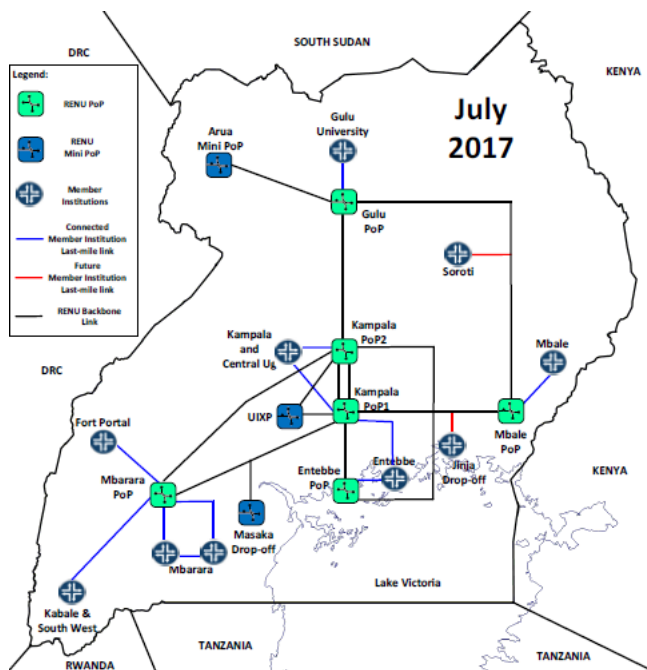 DRC
SOUTH SUDAN
KENYA
Legend:
RENU PoP
RENU
Mini PoP
Member
Institutions
Connected
Member Institution
Last-mile link
Future
Member Institution
Last-mile link
RENU Backbone
Link
July
2017
Arua
Mini PoP
Gulu
University
Gulu
PoP
Soroti
Kampala
PoP2
Kampala
and
Central Ug
Mbale
DRC
Kampala
PoP1
UIXP
Mbale
PoP
Fort Portal
Entebbe
PoP
Entebbe
Jinja
Drop-off
KENYA
Mbarara
PoP
Masaka
Drop-off
Mbarara
Kabale &
South West
Lake Victoria
TANZANIA
TANZANIA
RWANDA